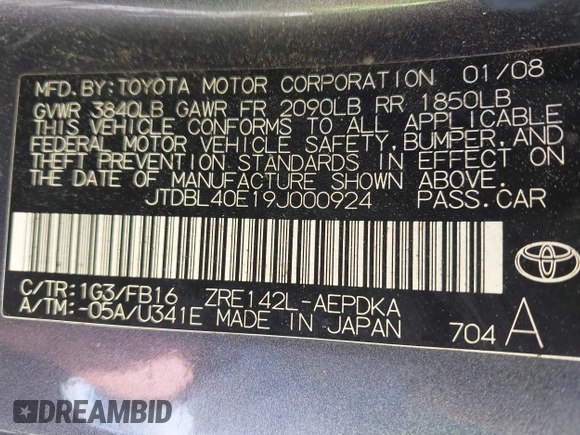 MFD. BY: TOYOTA MOTOR CORPORATION 01/08
GVWR 3840LB GAWR FR 2090LB RR 1850LB
THIS VEHICLE CONFORMS TO ALL APPLICABLE
FEDERAL MOTOR VEHICLE SAFETY, BUMPER, AND
THEFT PREVENTION STANDARDS IN EFFECT ON
THE DATE OF MANUFACTURE SHOWN ABOVE.
JTDBL40E19J000924 PASS. CAR
C/TR: 1G3/FB16 ZRE142L-AEPDKA
A/TM: -05A/U341E MADE IN JAPAN 704 A
DREAMBID